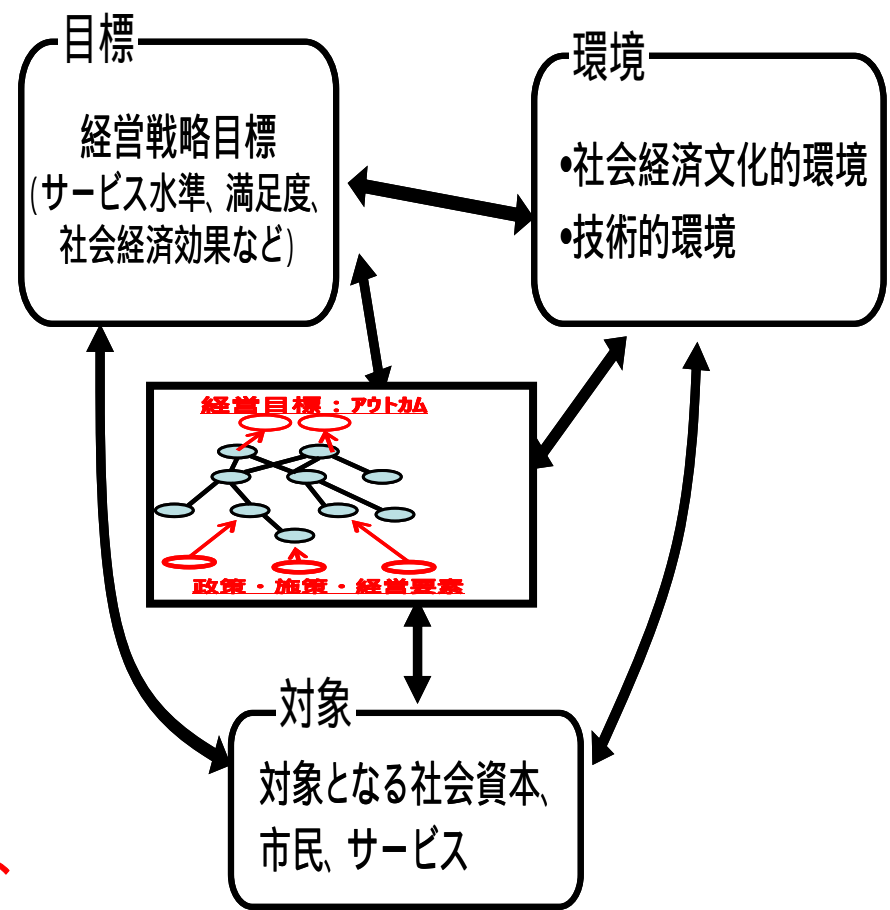 目標
経営戦略目標
(サービス水準、満足度、
社会経済効果など)
環境
•社会経済文化的環境
•技術的環境
経営目標：アウトカム
政策・施策・経営要素
対象
対象となる社会資本、
市民、サービス